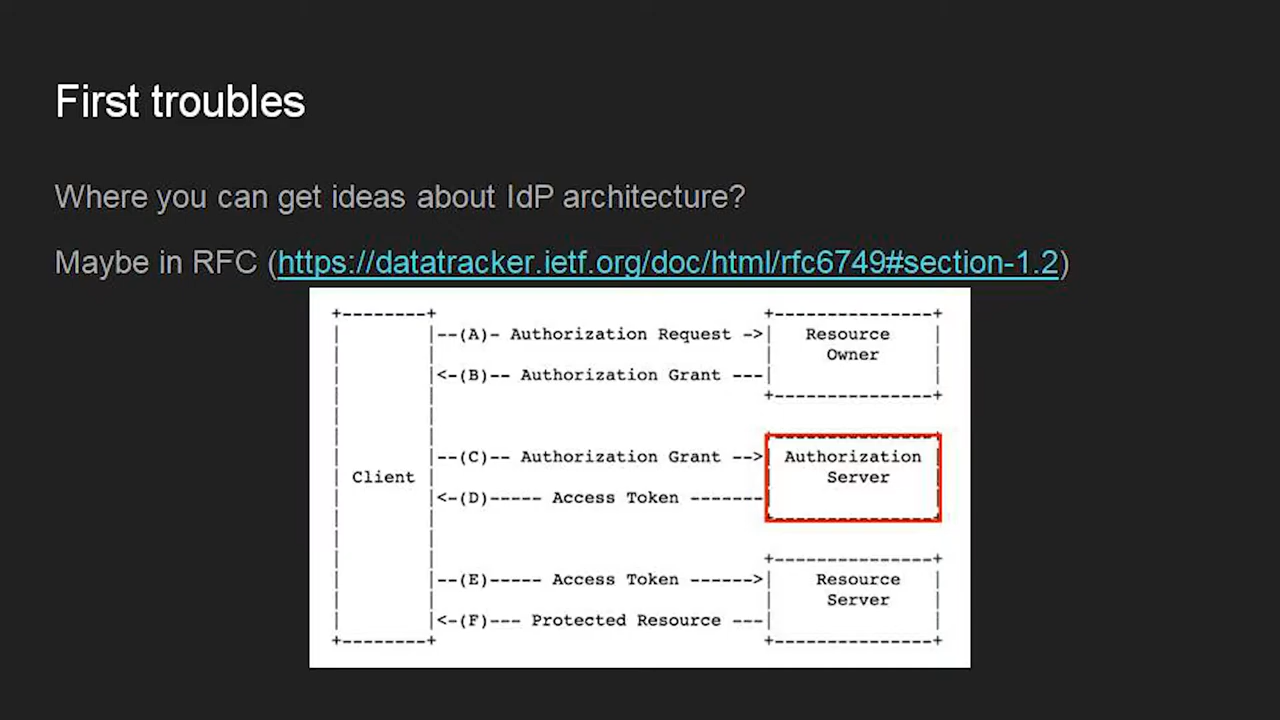 First troubles
Where you can get ideas about IdP architecture?
Maybe in RFC (https://datatracker.ietf.org/doc/html/rfc6749#section-1.2)
+--------+                               +---------------+
|        |--(A)- Authorization Request ->|   Resource    |
|        |                               |     Owner     |
|        |<-(B)-- Authorization Grant ---|               |
|        |                               +---------------+
|        |
|        |                               +---------------+
|        |--(C)-- Authorization Grant -->| Authorization |
| Client |                               |     Server    |
|        |<-(D)----- Access Token -------|               |
|        |                               +---------------+
|        |
|        |                               +---------------+
|        |--(E)----- Access Token ------>|    Resource   |
|        |                               |     Server    |
|        |<-(F)--- Protected Resource ---|               |
+--------+                               +---------------+